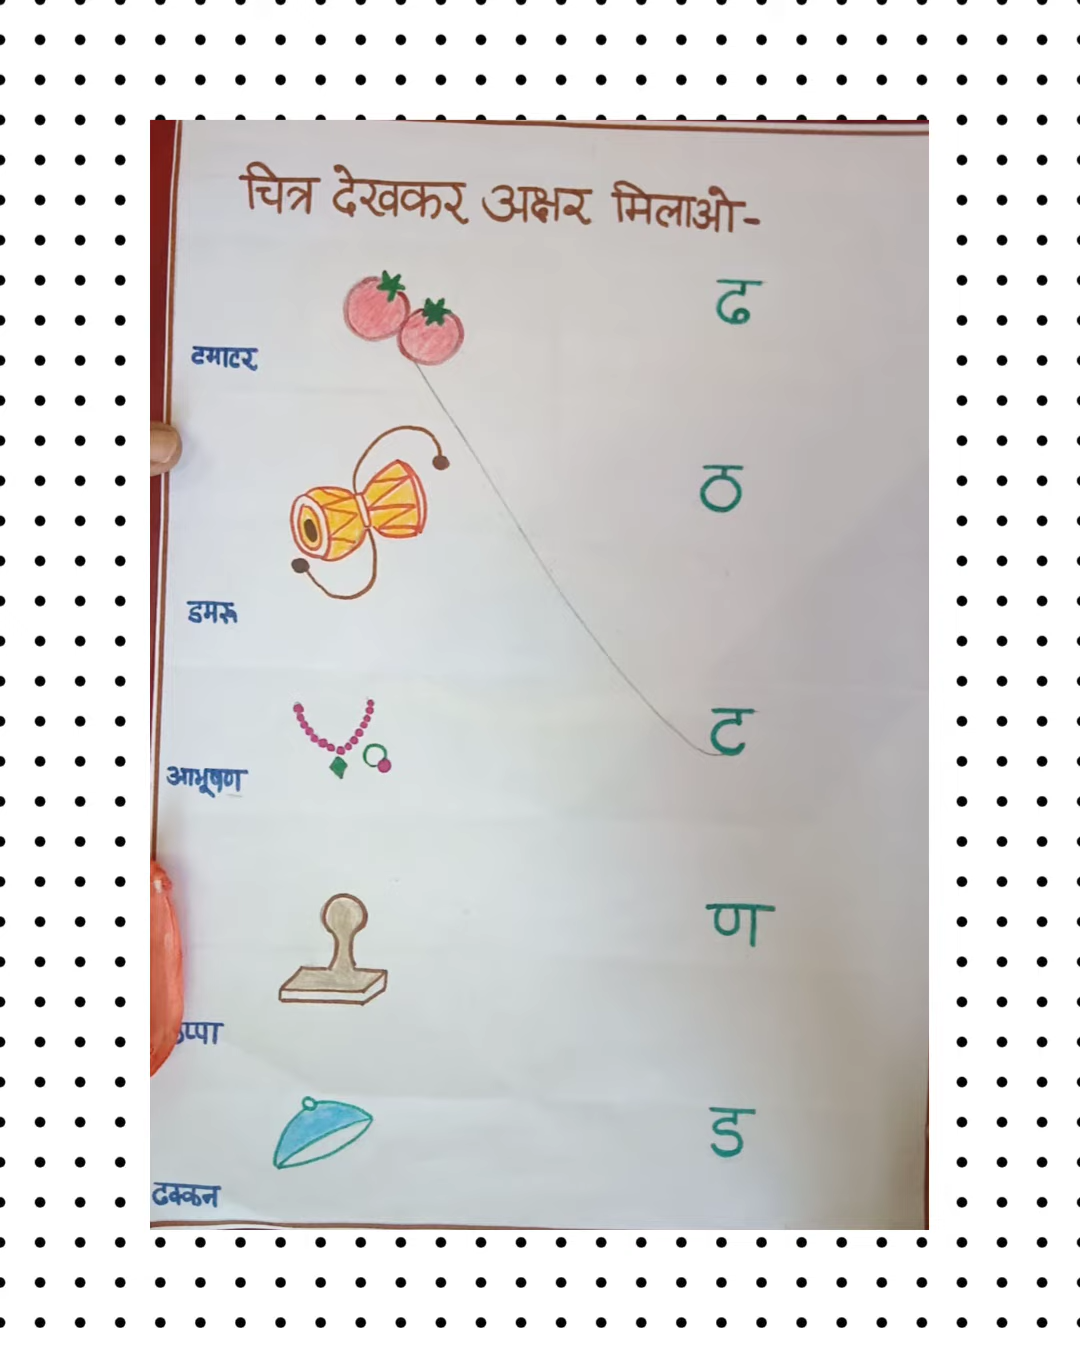 चित्र देखकर अक्षर मिलाओ-
टमाटर
ढ
डमरू
ठ
आभूषण
ट
ण
ढक्कन
ड